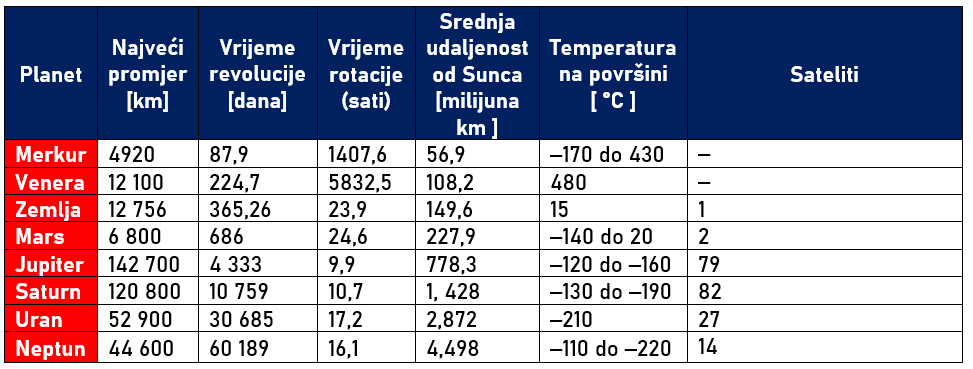 Planet Najveći promjer [km] Vrijeme revolucije [dana] Vrijeme rotacije (sati) Srednja udaljenost od Sunca [milijuna km ] Temperatura na površini [ °C ] Sateliti
Merkur 4920 87,9 1407,6 56,9 –170 do 430 –
Venera 12 100 224,7 5832,5 108,2 480 –
Zemlja 12 756 365,26 23,9 149,6 15 1
Mars 6 800 686 24,6 227,9 –140 do 20 2
Jupiter 142 700 4 333 9,9 778,3 –120 do –160 79
Saturn 120 800 10 759 10,7 1, 428 –130 do –190 82
Uran 52 900 30 685 17,2 2,872 –210 27
Neptun 44 600 60 189 16,1 4,498 –110 do –220 14